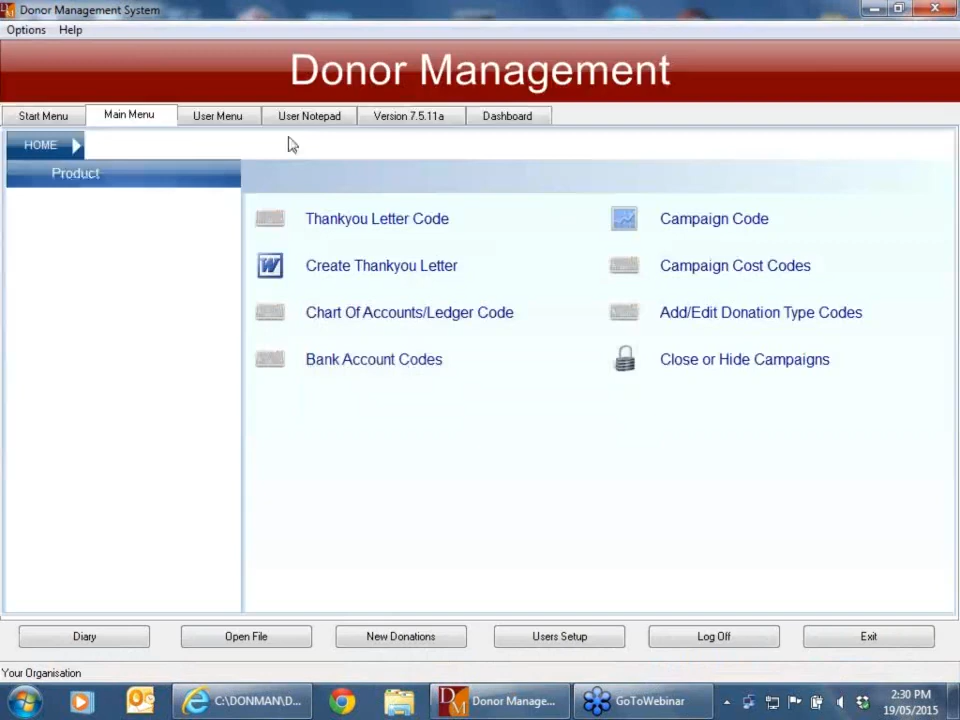 Donor Management System
Options Help
Donor Management
Start Menu Main Menu User Menu User Notepad Version 7.5.11a Dashboard
HOME
Product
Thankyou Letter Code Campaign Code
Create Thankyou Letter Campaign Cost Codes
Chart Of Accounts/Ledger Code Add/Edit Donation Type Codes
Bank Account Codes Close or Hide Campaigns
Diary Open File New Donations Users Setup Log Off Exit
Your Organisation
C:\DONMAN\D... Donor Manage... GoToWebinar 2:30 PM
19/05/2015